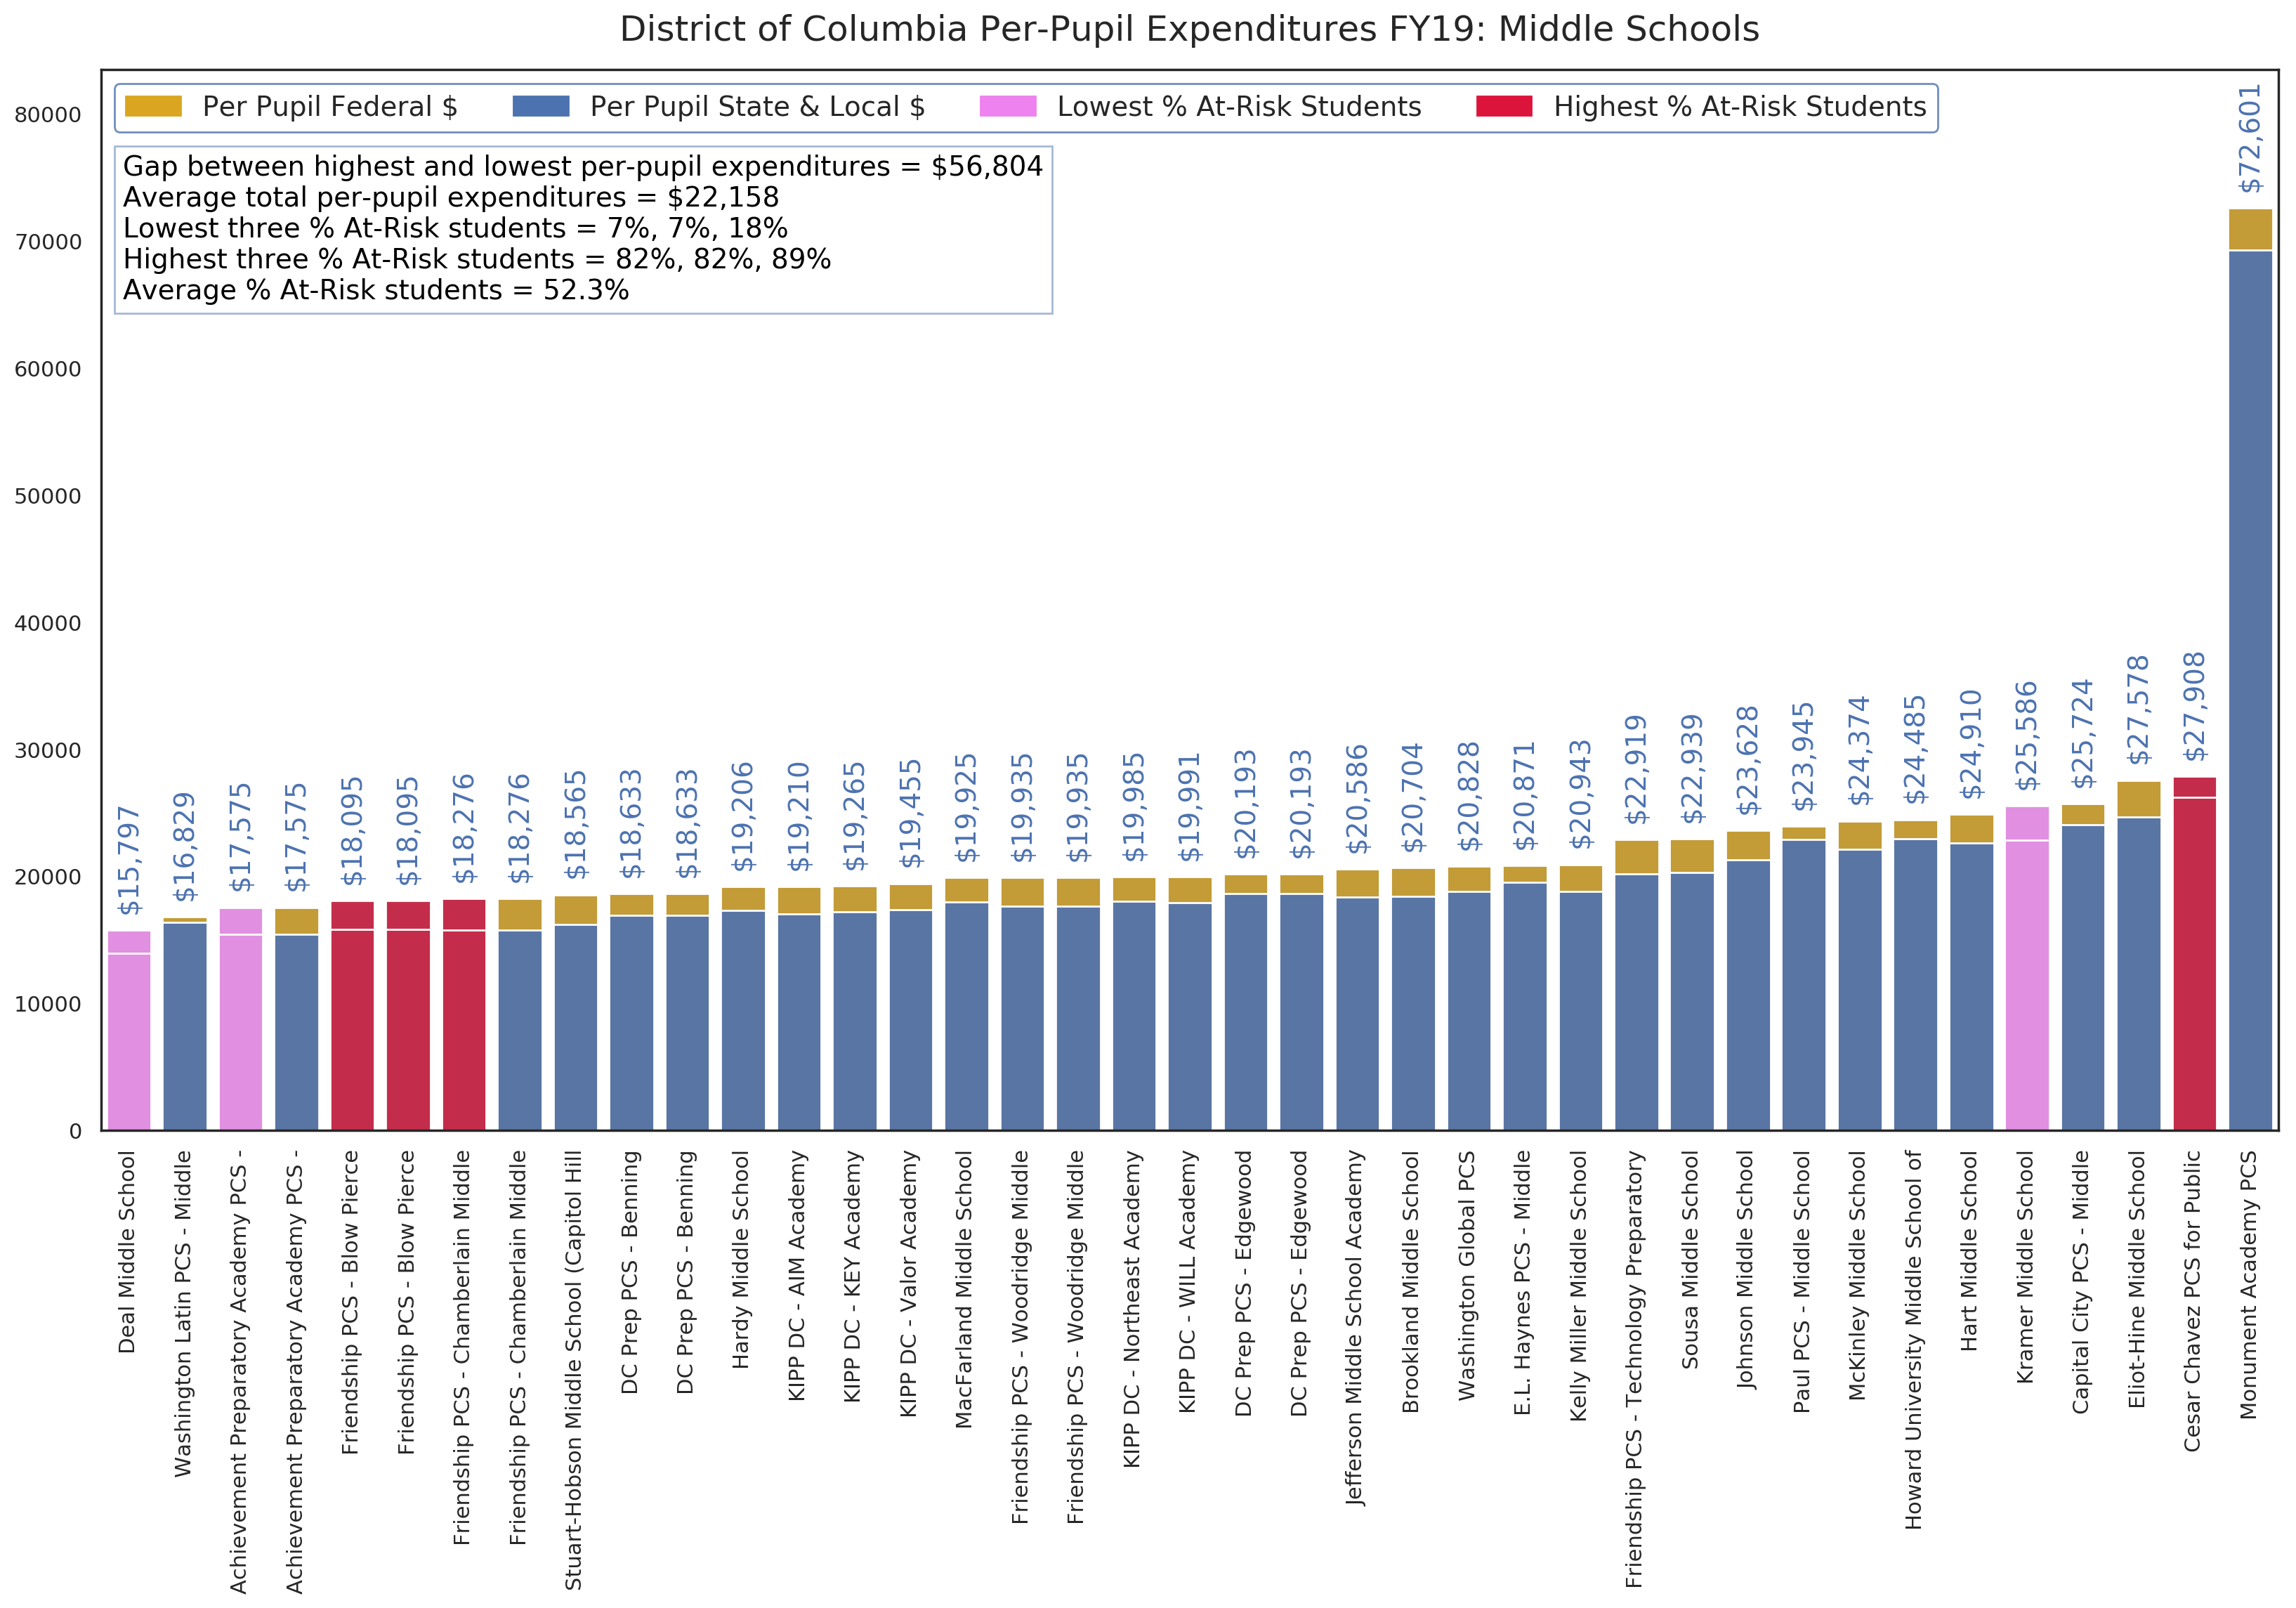 District of Columbia Per-Pupil Expenditures FY19: Middle Schools
Per Pupil Federal $
Per Pupil State & Local $
Lowest % At-Risk Students
Highest % At-Risk Students
Gap between highest and lowest per-pupil expenditures = $56,804
Average total per-pupil expenditures = $22,158
Lowest three % At-Risk students = 7%, 7%, 18%
Highest three % At-Risk students = 82%, 82%, 89%
Average % At-Risk students = 52.3%
80000
70000
60000
50000
40000
30000
20000
10000
0
$15,797
$16,829
$17,575
$17,575
$18,095
$18,095
$18,276
$18,276
$18,565
$18,633
$18,633
$19,206
$19,210
$19,265
$19,455
$19,925
$19,935
$19,935
$19,985
$19,991
$20,193
$20,193
$20,586
$20,704
$20,828
$20,871
$20,943
$22,919
$22,939
$23,628
$23,945
$24,374
$24,485
$24,910
$25,586
$25,724
$27,578
$27,908
$72,601
Deal Middle School
Washington Latin PCS - Middle
Achievement Preparatory Academy PCS -
Achievement Preparatory Academy PCS -
Friendship PCS - Blow Pierce
Friendship PCS - Blow Pierce
Friendship PCS - Chamberlain Middle
Friendship PCS - Chamberlain Middle
Stuart-Hobson Middle School (Capitol Hill
DC Prep PCS - Benning
DC Prep PCS - Benning
Hardy Middle School
KIPP DC - AIM Academy
KIPP DC - KEY Academy
KIPP DC - Valor Academy
MacFarland Middle School
Friendship PCS - Woodridge Middle
Friendship PCS - Woodridge Middle
KIPP DC - Northeast Academy
KIPP DC - WILL Academy
DC Prep PCS - Edgewood
DC Prep PCS - Edgewood
Jefferson Middle School Academy
Brookland Middle School
Washington Global PCS
E.L. Haynes PCS - Middle
Kelly Miller Middle School
Friendship PCS - Technology Preparatory
Sousa Middle School
Johnson Middle School
Paul PCS - Middle School
McKinley Middle School
Howard University Middle School of
Hart Middle School
Kramer Middle School
Capital City PCS - Middle
Eliot-Hine Middle School
Cesar Chavez PCS for Public
Monument Academy PCS